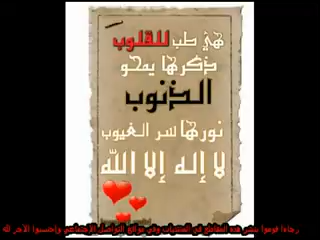 هي طب للقلوب
ذكرها يمحو
الذنوب
نورها سر الغيوب
لا إله إلا الله
رجاءا قوموا بنشر هذه المقاطع في المنتديات وفي مواقع التواصل الاجتماعي وإحتسبوا الأجر لله